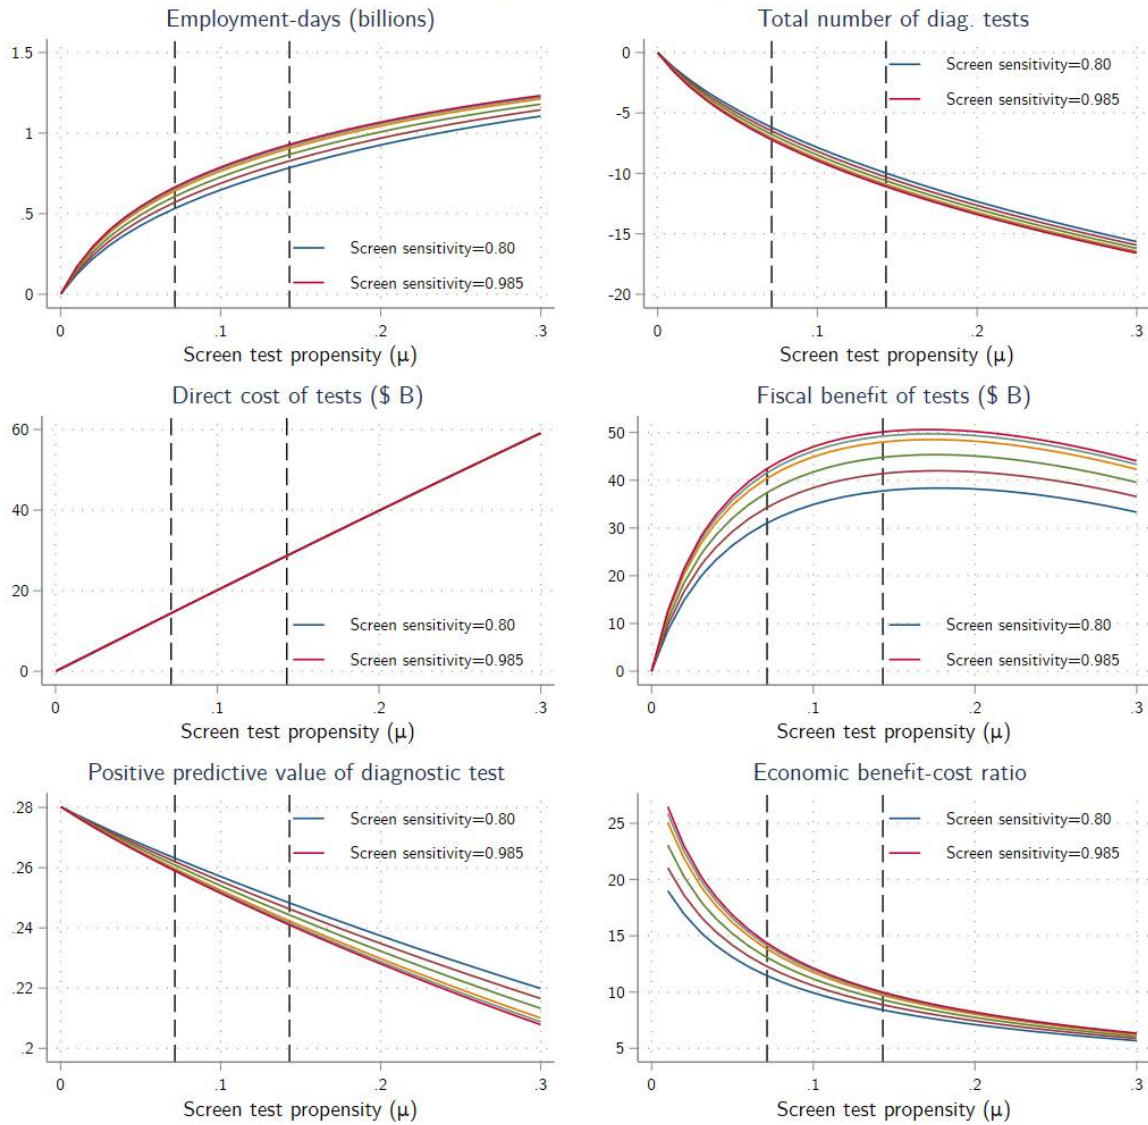 Employment-days (billions)
1.5
1
.5
0
Screen sensitivity=0.80
Screen sensitivity=0.985
0 .1 .2 .3
Screen test propensity (μ)
Total number of diag. tests
0
-5
-10
-15
-20
Screen sensitivity=0.80
Screen sensitivity=0.985
0 .1 .2 .3
Screen test propensity (μ)
Direct cost of tests ($ B)
60
40
20
0
Screen sensitivity=0.80
Screen sensitivity=0.985
0 .1 .2 .3
Screen test propensity (μ)
Fiscal benefit of tests ($ B)
50
40
30
20
10
0
Screen sensitivity=0.80
Screen sensitivity=0.985
0 .1 .2 .3
Screen test propensity (μ)
Positive predictive value of diagnostic test
.28
.26
.24
.22
.2
Screen sensitivity=0.80
Screen sensitivity=0.985
0 .1 .2 .3
Screen test propensity (μ)
Economic benefit-cost ratio
25
20
15
10
5
Screen sensitivity=0.80
Screen sensitivity=0.985
0 .1 .2 .3
Screen test propensity (μ)